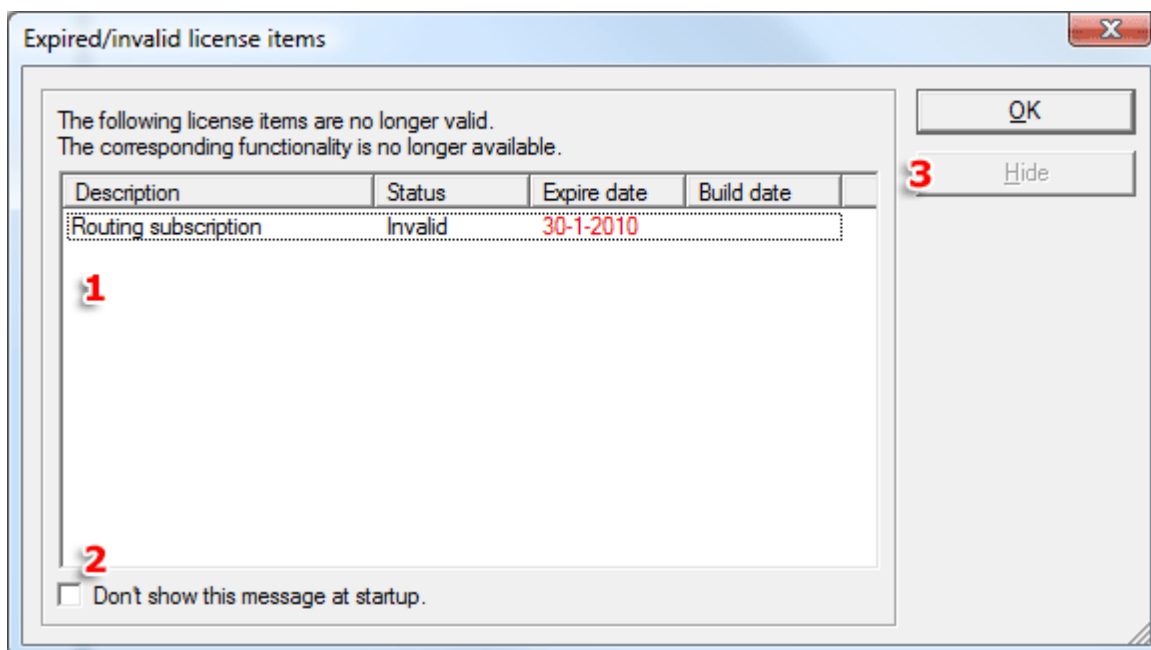 Expired/invalid license items
The following license items are no longer valid.
The corresponding functionality is no longer available.
OK
3 Hide
Description Status Expire date Build date
Routing subscription Invalid 30-1-2010
1
2
Don't show this message at startup.